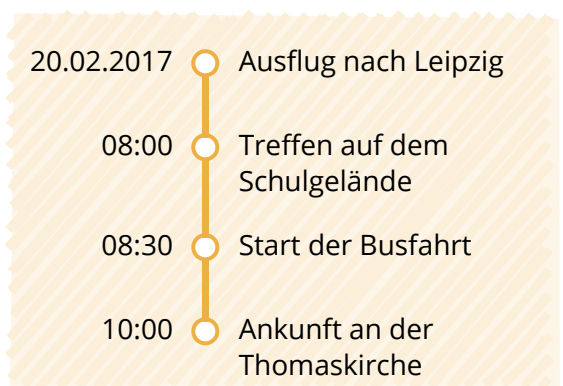 20.02.2017 Ausflug nach Leipzig
08:00 Treffen auf dem
Schulgelände
08:30 Start der Busfahrt
10:00 Ankunft an der
Thomaskirche